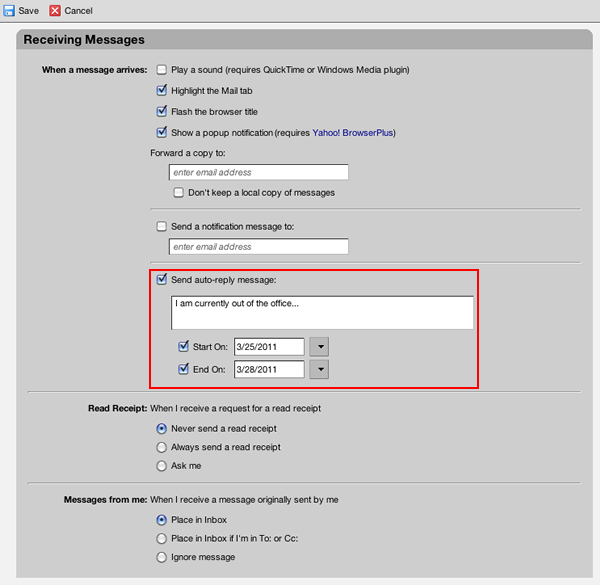 Save Cancel
Receiving Messages
When a message arrives: Play a sound (requires QuickTime or Windows Media plugin)
Highlight the Mail tab
Flash the browser title
Show a popup notification (requires Yahoo! BrowserPlus)
Forward a copy to:
enter email address
Don't keep a local copy of messages
Send a notification message to:
enter email address
Send auto-reply message:
I am currently out of the office...
Start On: 3/25/2011
End On: 3/28/2011
Read Receipt: When I receive a request for a read receipt
Never send a read receipt
Always send a read receipt
Ask me
Messages from me: When I receive a message originally sent by me
Place in Inbox
Place in Inbox if I'm in To: or Cc:
Ignore message